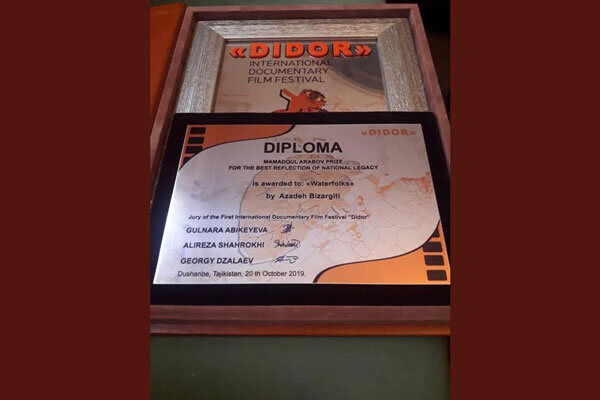 «DIDOR»
INTERNATIONAL
DOCUMENTARY
FILM FESTIVAL
«DIDOR»
DIPLOMA
MAMADQUL ARABOV PRIZE
FOR THE BEST REFLECTION OF NATIONAL LEGACY
is awarded to: «Waterfolks»
by Azadeh Bizargiti
Jury of the First International Documentary Film Festival "Didor"
GULNARA ABIKEYEVA
ALIREZA SHAHROKHI
GEORGY DZALAEV
Dushanbe, Tajikistan, 20 th October 2019.